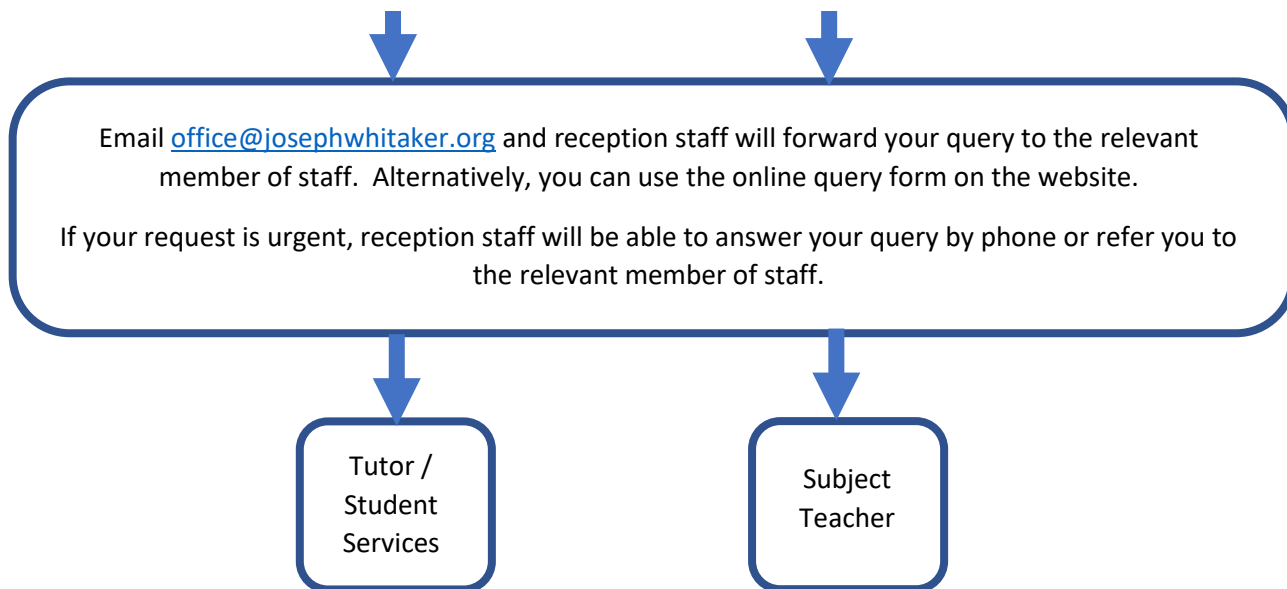 Email office@josephwhitaker.org and reception staff will forward your query to the relevant
member of staff.  Alternatively, you can use the online query form on the website.
If your request is urgent, reception staff will be able to answer your query by phone or refer you to
the relevant member of staff.
Tutor /
Student
Services
Subject
Teacher